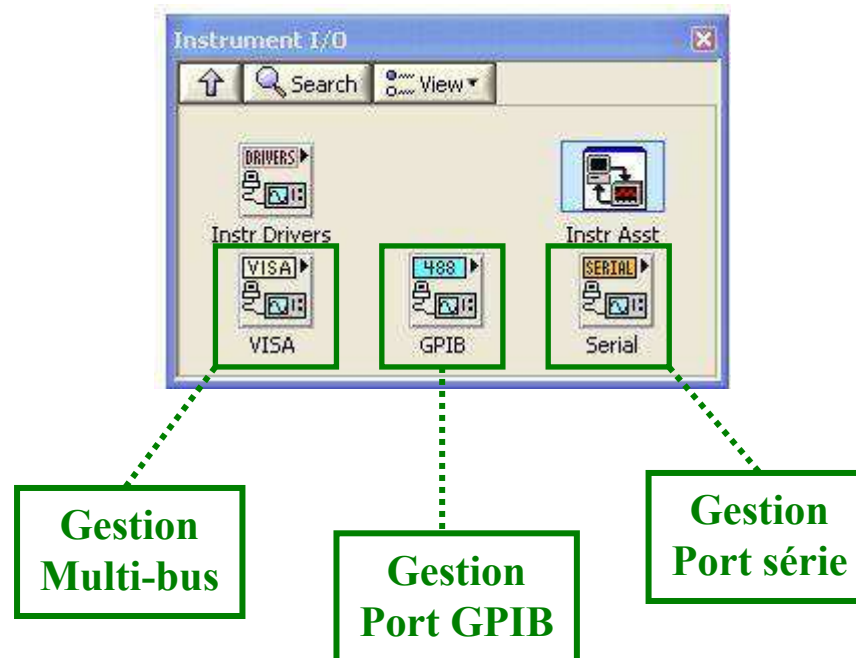 Instrument I/O
Search View
DRIVERS
Instr Drivers Instr Asst
VISA 488 SERIAL
VISA GPIB Serial
Gestion
Multi-bus
Gestion
Port GPIB
Gestion
Port série